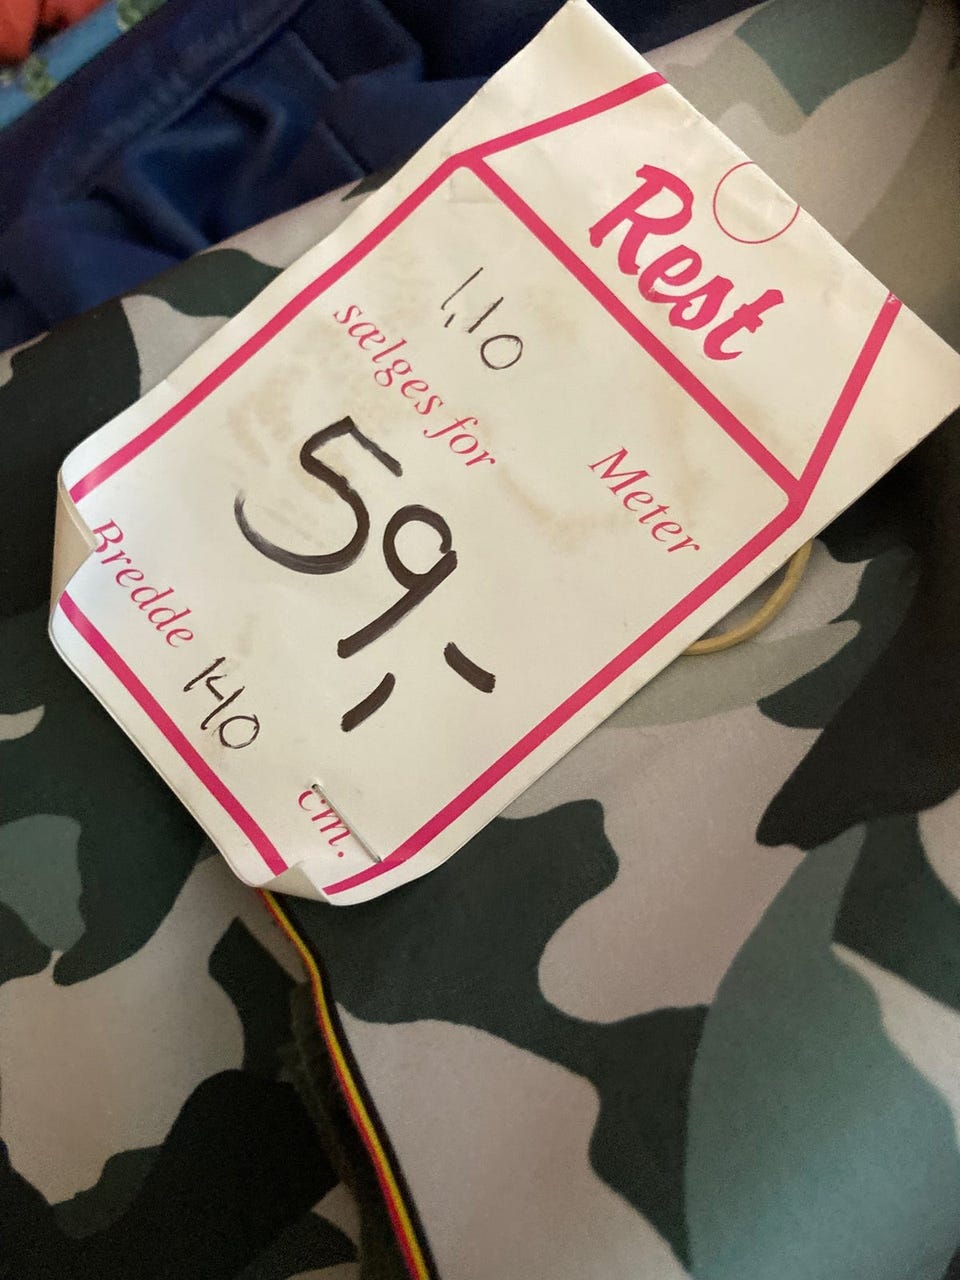 Rest
1,10 Meter
sælges for
59,-
Bredde 140 cm.